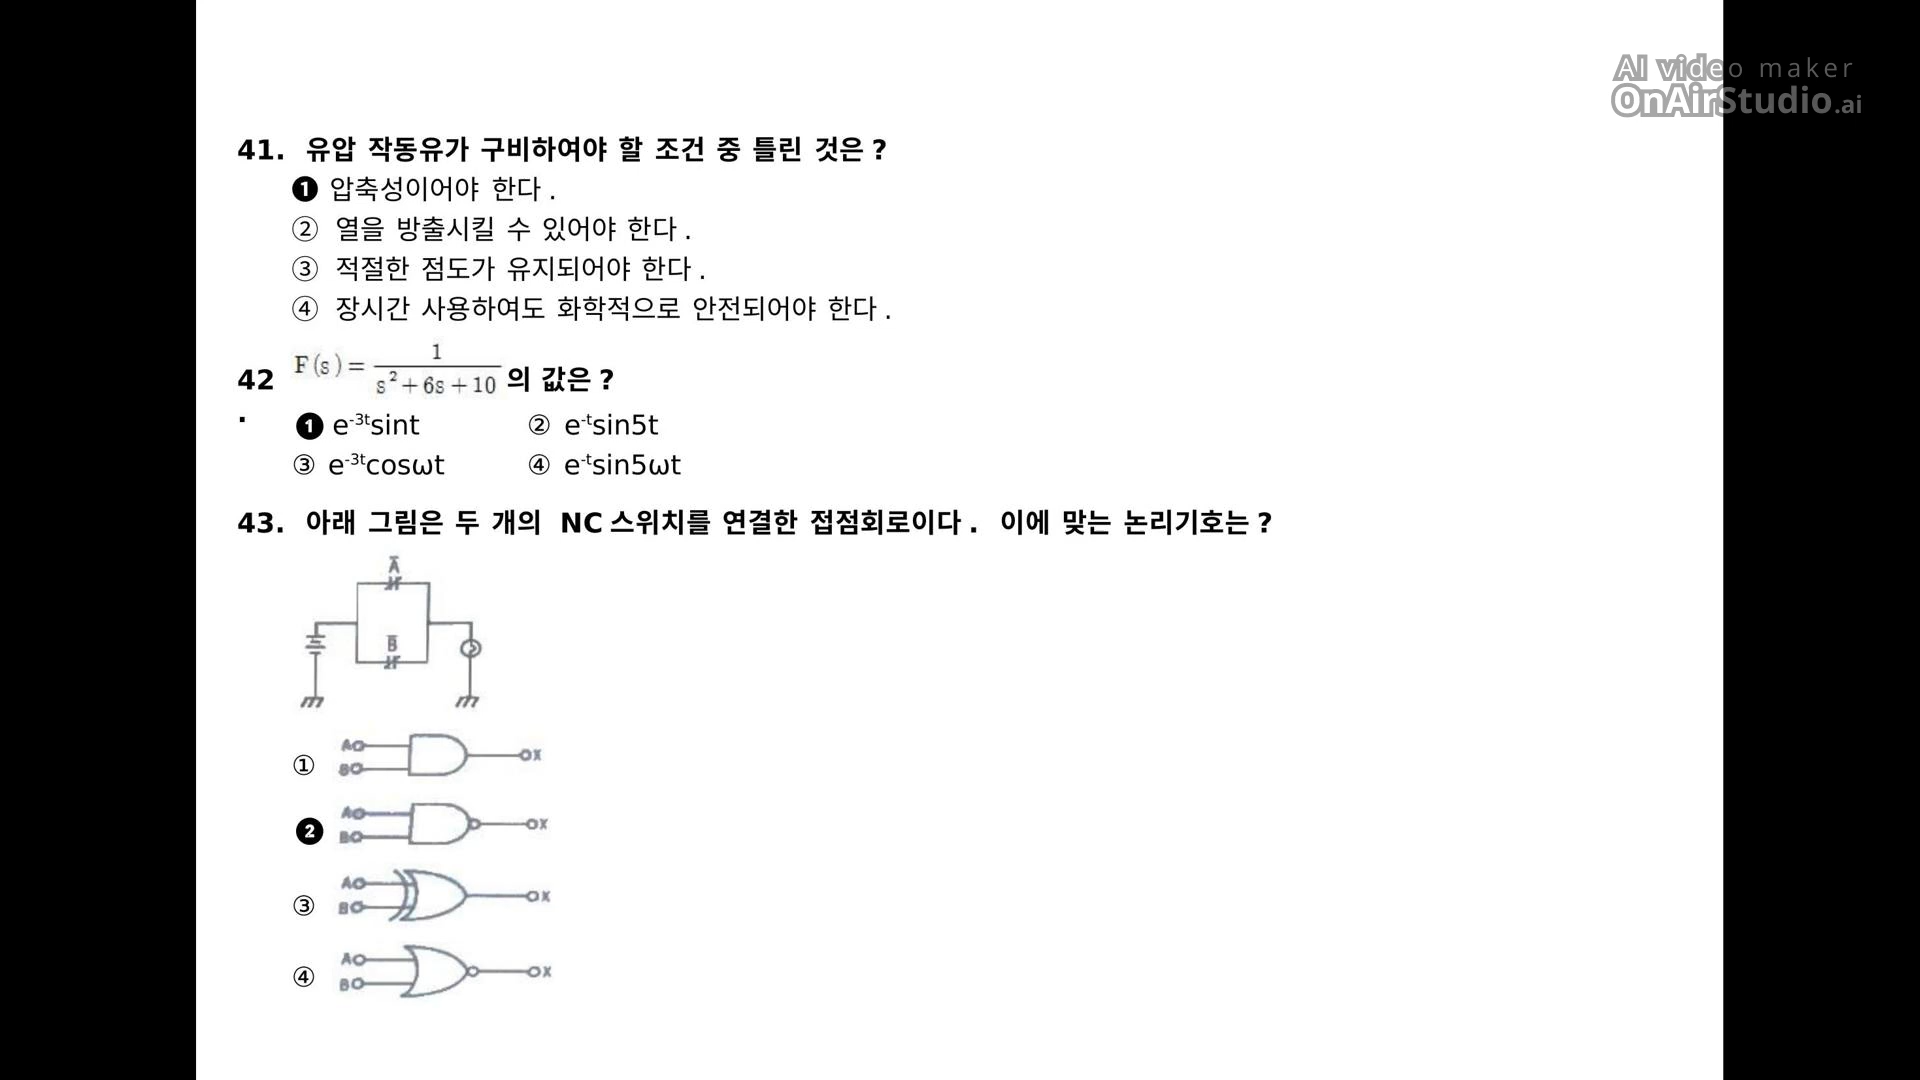 AI video maker
OnAirStudio.ai
41. 유압 작동유가 구비하여야 할 조건 중 틀린 것은 ?
❶ 압축성이어야 한다 .
② 열을 방출시킬 수 있어야 한다 .
③ 적절한 점도가 유지되어야 한다 .
④ 장시간 사용하여도 화학적으로 안전되어야 한다 .
42. F(s) = 1 / (s² + 6s + 10) 의 값은 ?
❶ e⁻³ᵗsint ② e⁻ᵗsin5t
③ e⁻³ᵗcosωt ④ e⁻ᵗsin5ωt
43. 아래 그림은 두 개의 NC 스위치를 연결한 접점회로이다 . 이에 맞는 논리기호는 ?
A̅
B̅
① A B X
❷ A B X
③ A B X
④ A B X